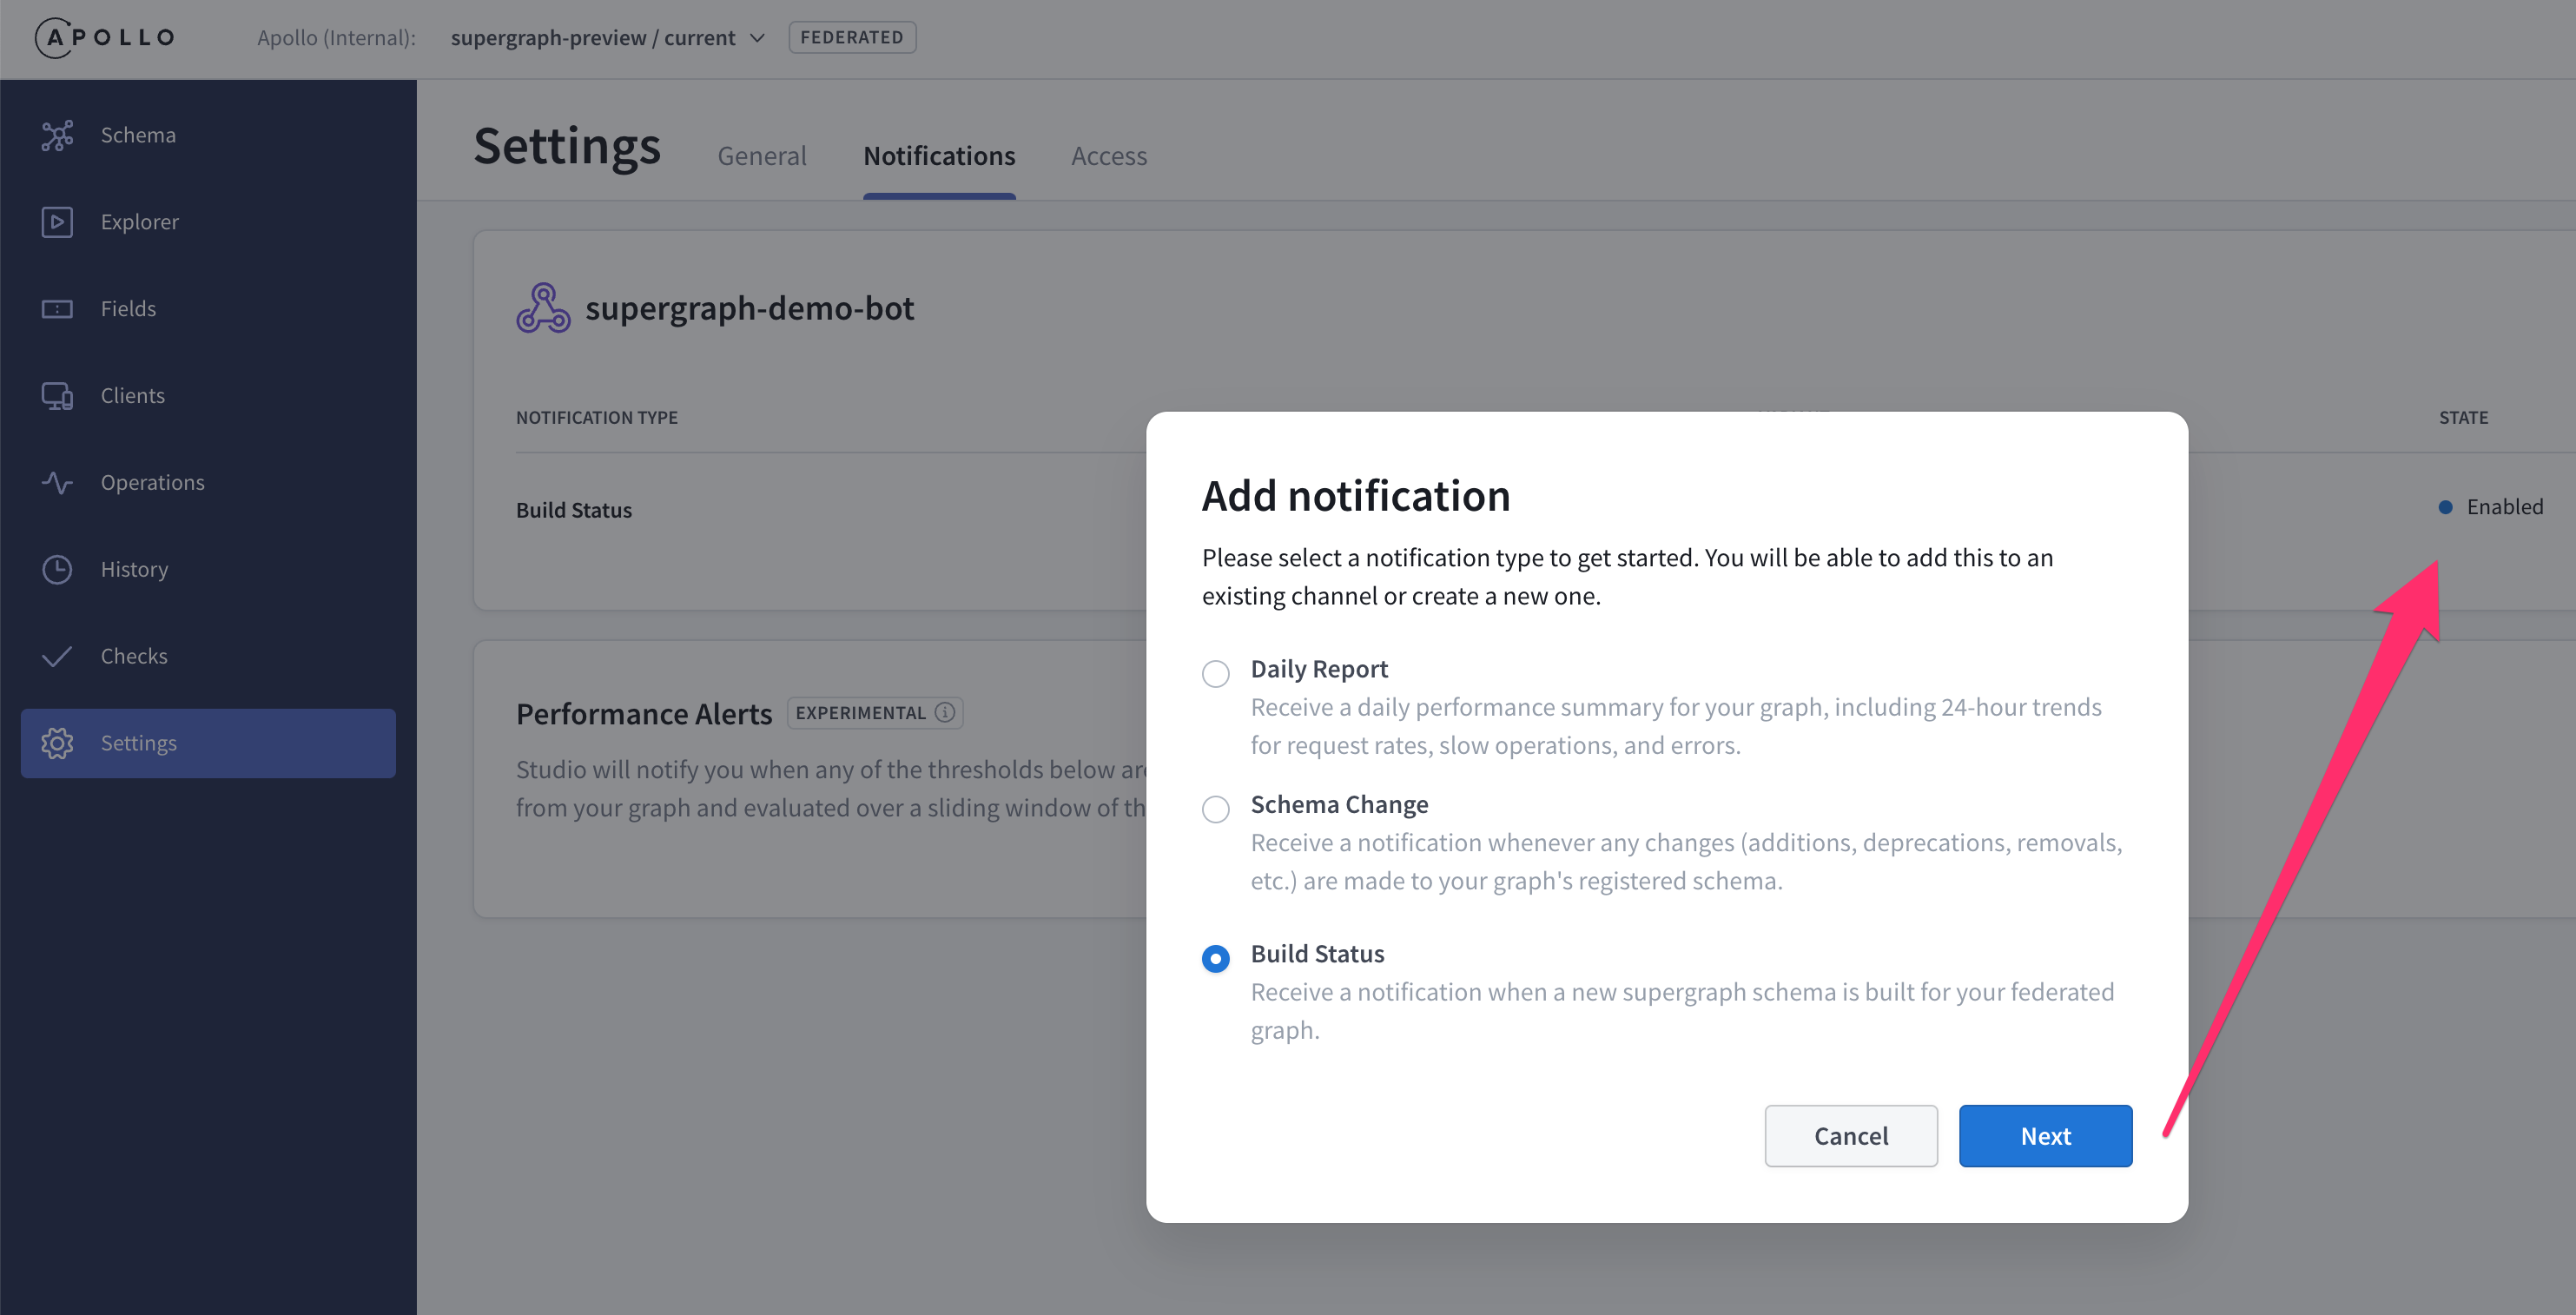 APOLLO
Apollo (Internal): supergraph-preview / current FEDERATED
Schema
Explorer
Fields
Clients
Operations
History
Checks
Settings
Settings General Notifications Access
supergraph-demo-bot
NOTIFICATION TYPE STATE
Build Status Enabled
Performance Alerts EXPERIMENTAL
Studio will notify you when any of the thresholds below
from your graph and evaluated over a sliding window of
Add notification
Please select a notification type to get started. You will be able to add this to an
existing channel or create a new one.
Daily Report
Receive a daily performance summary for your graph, including 24-hour trends
for request rates, slow operations, and errors.
Schema Change
Receive a notification whenever any changes (additions, deprecations, removals,
etc.) are made to your graph's registered schema.
Build Status
Receive a notification when a new supergraph schema is built for your federated
graph.
Cancel Next